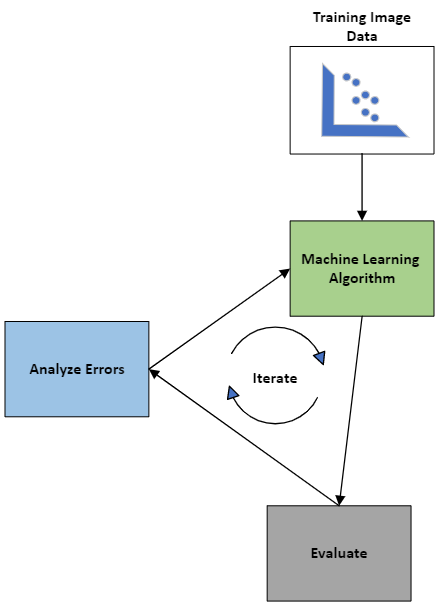 Training Image
Data
Machine Learning
Algorithm
Analyze Errors
Iterate
Evaluate